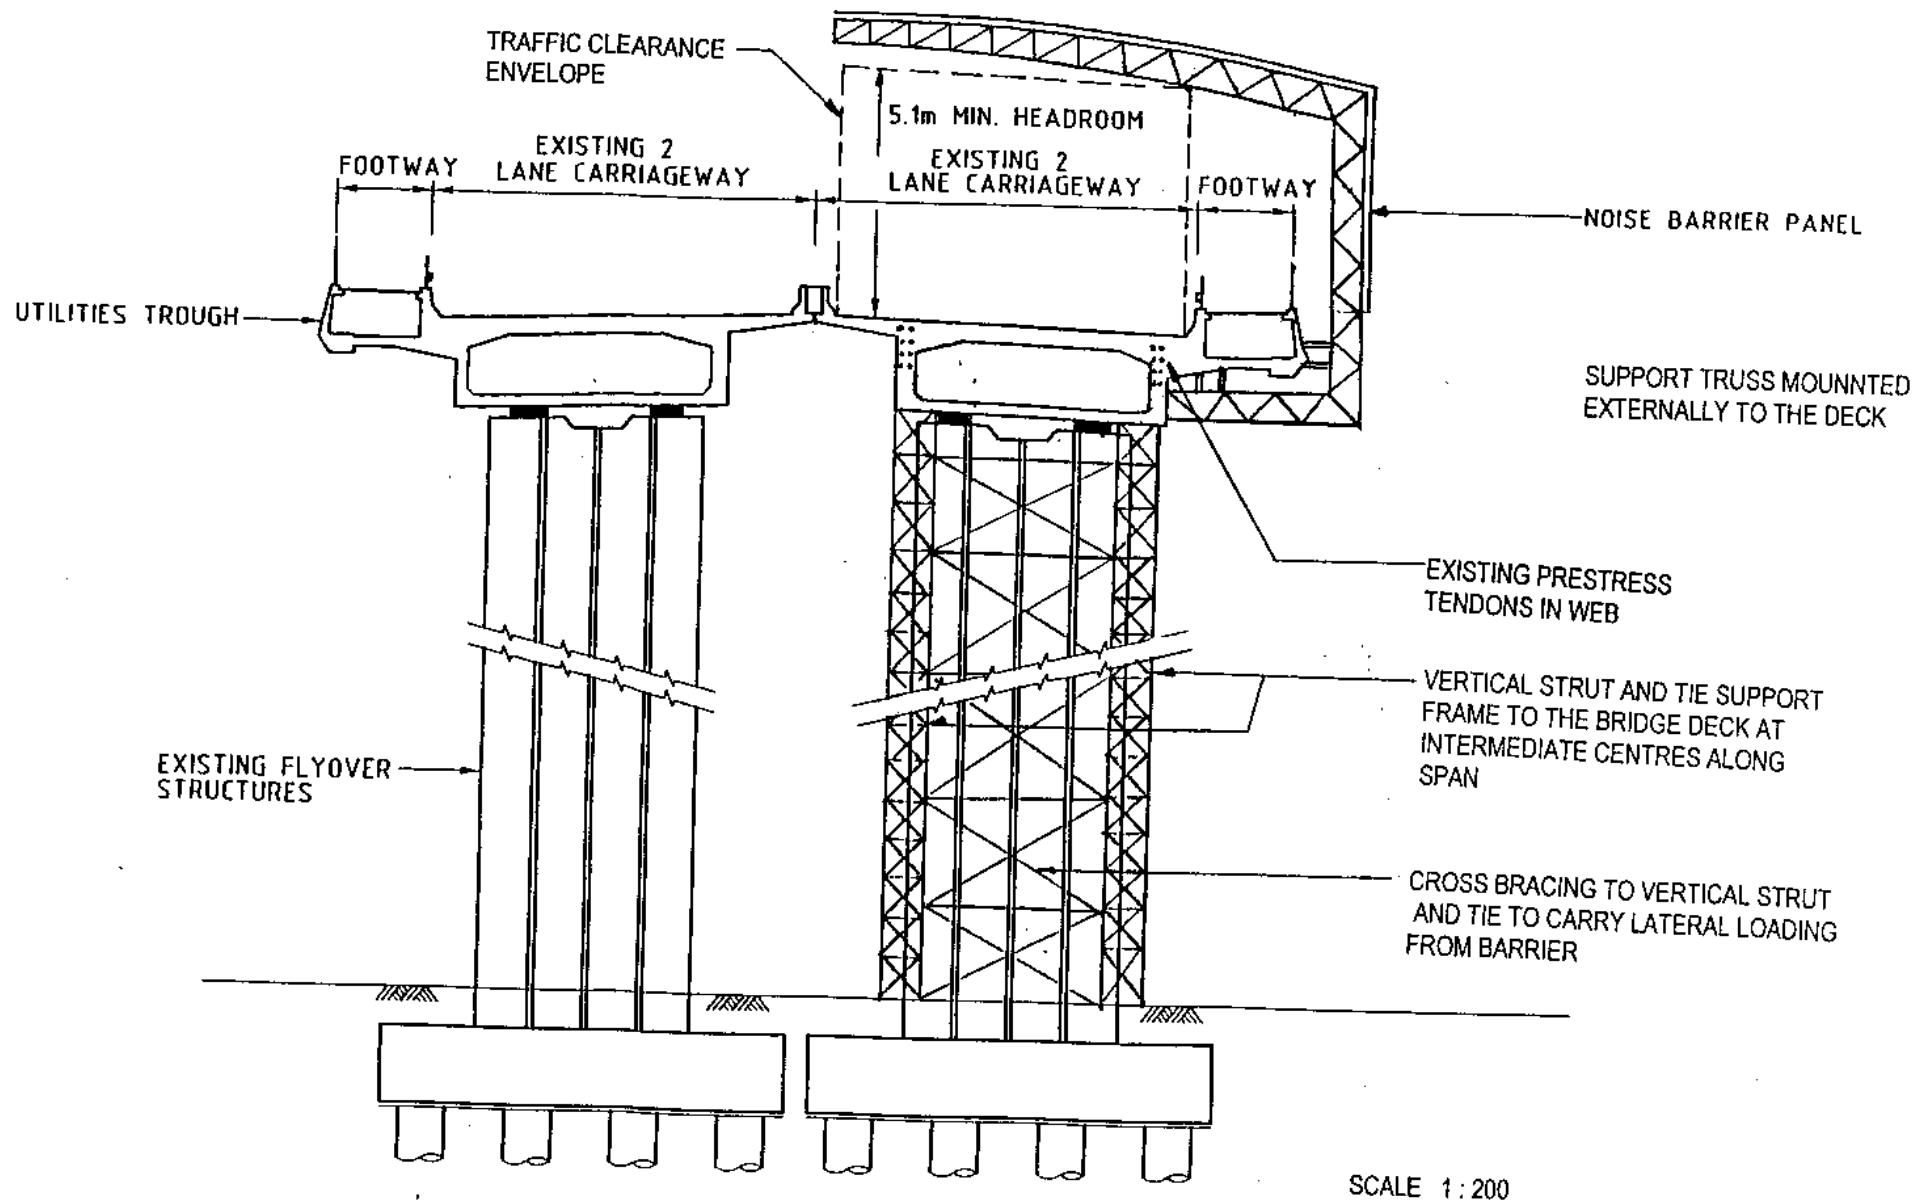 TRAFFIC CLEARANCE
ENVELOPE
5.1m MIN. HEADROOM
FOOTWAY
EXISTING 2
LANE CARRIAGEWAY
EXISTING 2
LANE CARRIAGEWAY
FOOTWAY
NOISE BARRIER PANEL
UTILITIES TROUGH
SUPPORT TRUSS MOUNNTED
EXTERNALLY TO THE DECK
EXISTING PRESTRESS
TENDONS IN WEB
VERTICAL STRUT AND TIE SUPPORT
FRAME TO THE BRIDGE DECK AT
INTERMEDIATE CENTRES ALONG
SPAN
EXISTING FLYOVER
STRUCTURES
CROSS BRACING TO VERTICAL STRUT
AND TIE TO CARRY LATERAL LOADING
FROM BARRIER
SCALE 1 : 200